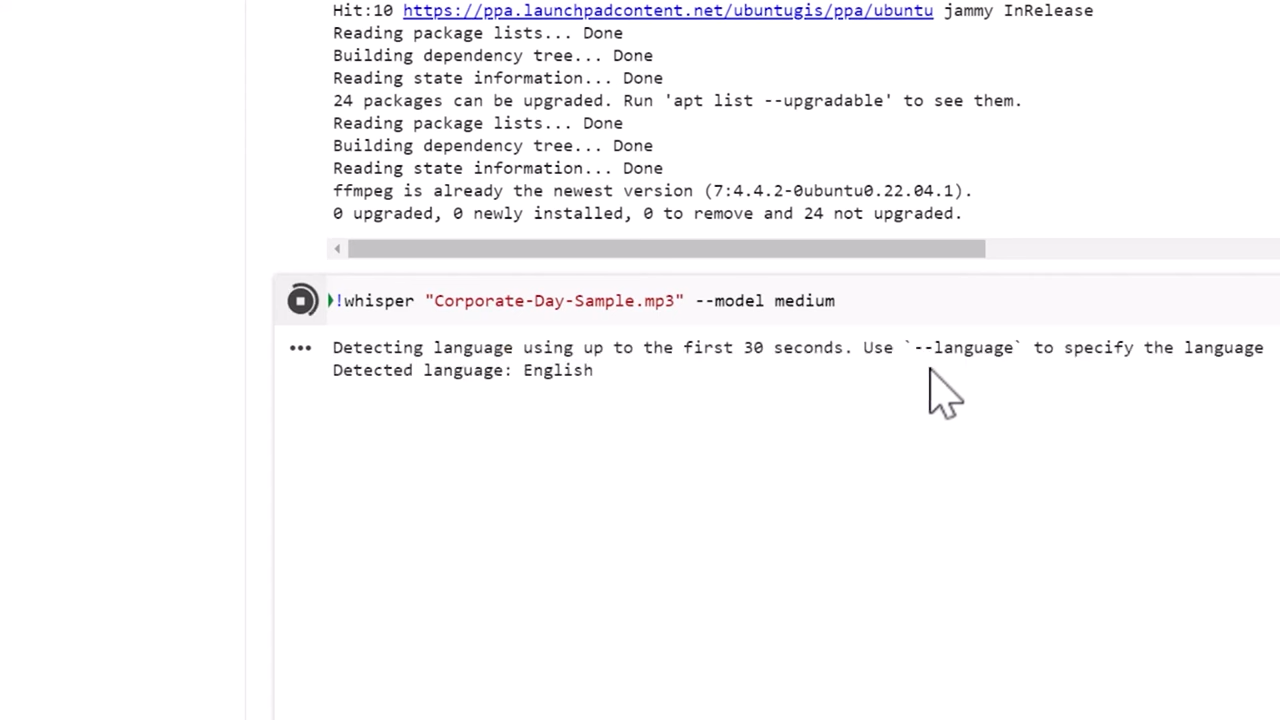 Hit:10 https://ppa.launchpadcontent.net/ubuntugis/ppa/ubuntu jammy InRelease
Reading package lists... Done
Building dependency tree... Done
Reading state information... Done
24 packages can be upgraded. Run 'apt list --upgradable' to see them.
Reading package lists... Done
Building dependency tree... Done
Reading state information... Done
ffmpeg is already the newest version (7:4.4.2-0ubuntu0.22.04.1).
0 upgraded, 0 newly installed, 0 to remove and 24 not upgraded.
!whisper "Corporate-Day-Sample.mp3" --model medium
Detecting language using up to the first 30 seconds. Use `--language` to specify the language
Detected language: English